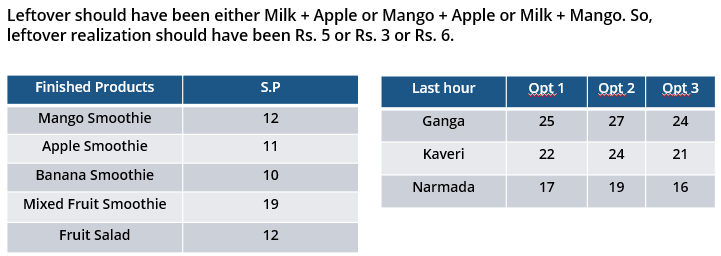 Leftover should have been either Milk + Apple or Mango + Apple or Milk + Mango. So,
leftover realization should have been Rs. 5 or Rs. 3 or Rs. 6.
Finished Products S.P
Mango Smoothie 12
Apple Smoothie 11
Banana Smoothie 10
Mixed Fruit Smoothie 19
Fruit Salad 12
Last hour Opt 1 Opt 2 Opt 3
Ganga 25 27 24
Kaveri 22 24 21
Narmada 17 19 16